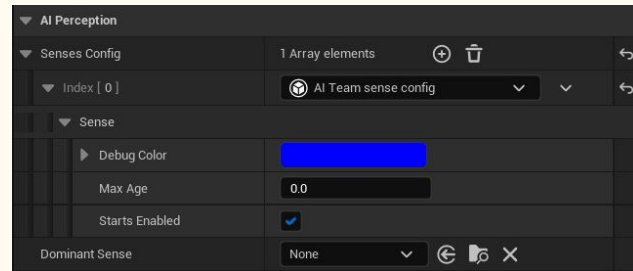 AI Perception
Senses Config 1 Array elements
Index [ 0 ] AI Team sense config
Sense
Debug Color
Max Age 0.0
Starts Enabled
Dominant Sense None